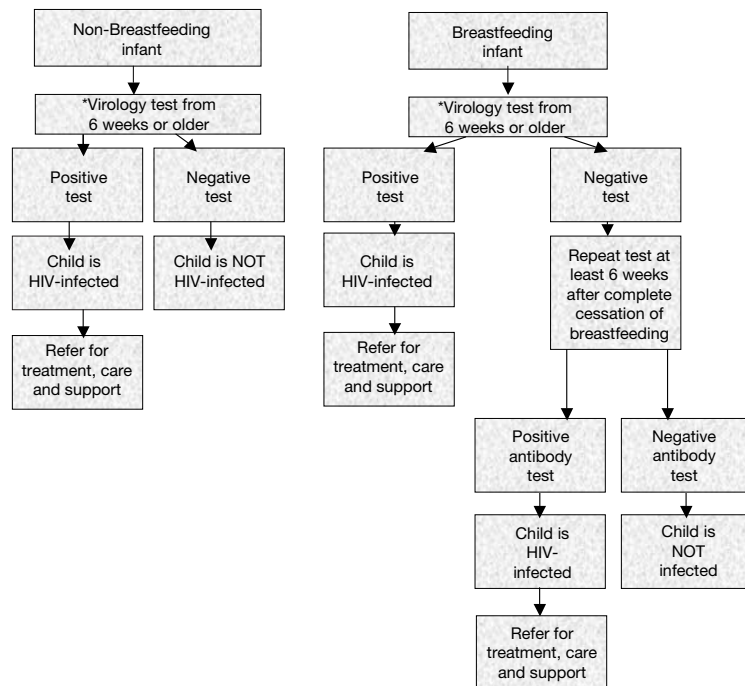 Non-Breastfeeding
infant
*Virology test from
6 weeks or older
Positive
test
Negative
test
Child is
HIV-infected
Child is NOT
HIV-infected
Refer for
treatment, care
and support
Breastfeeding
infant
*Virology test from
6 weeks or older
Positive
test
Negative
test
Child is
HIV-infected
Repeat test at
least 6 weeks
after complete
cessation of
breastfeeding
Refer for
treatment, care
and support
Positive
antibody
test
Negative
antibody
test
Child is
HIV-
infected
Child is
NOT
infected
Refer for
treatment, care
and support